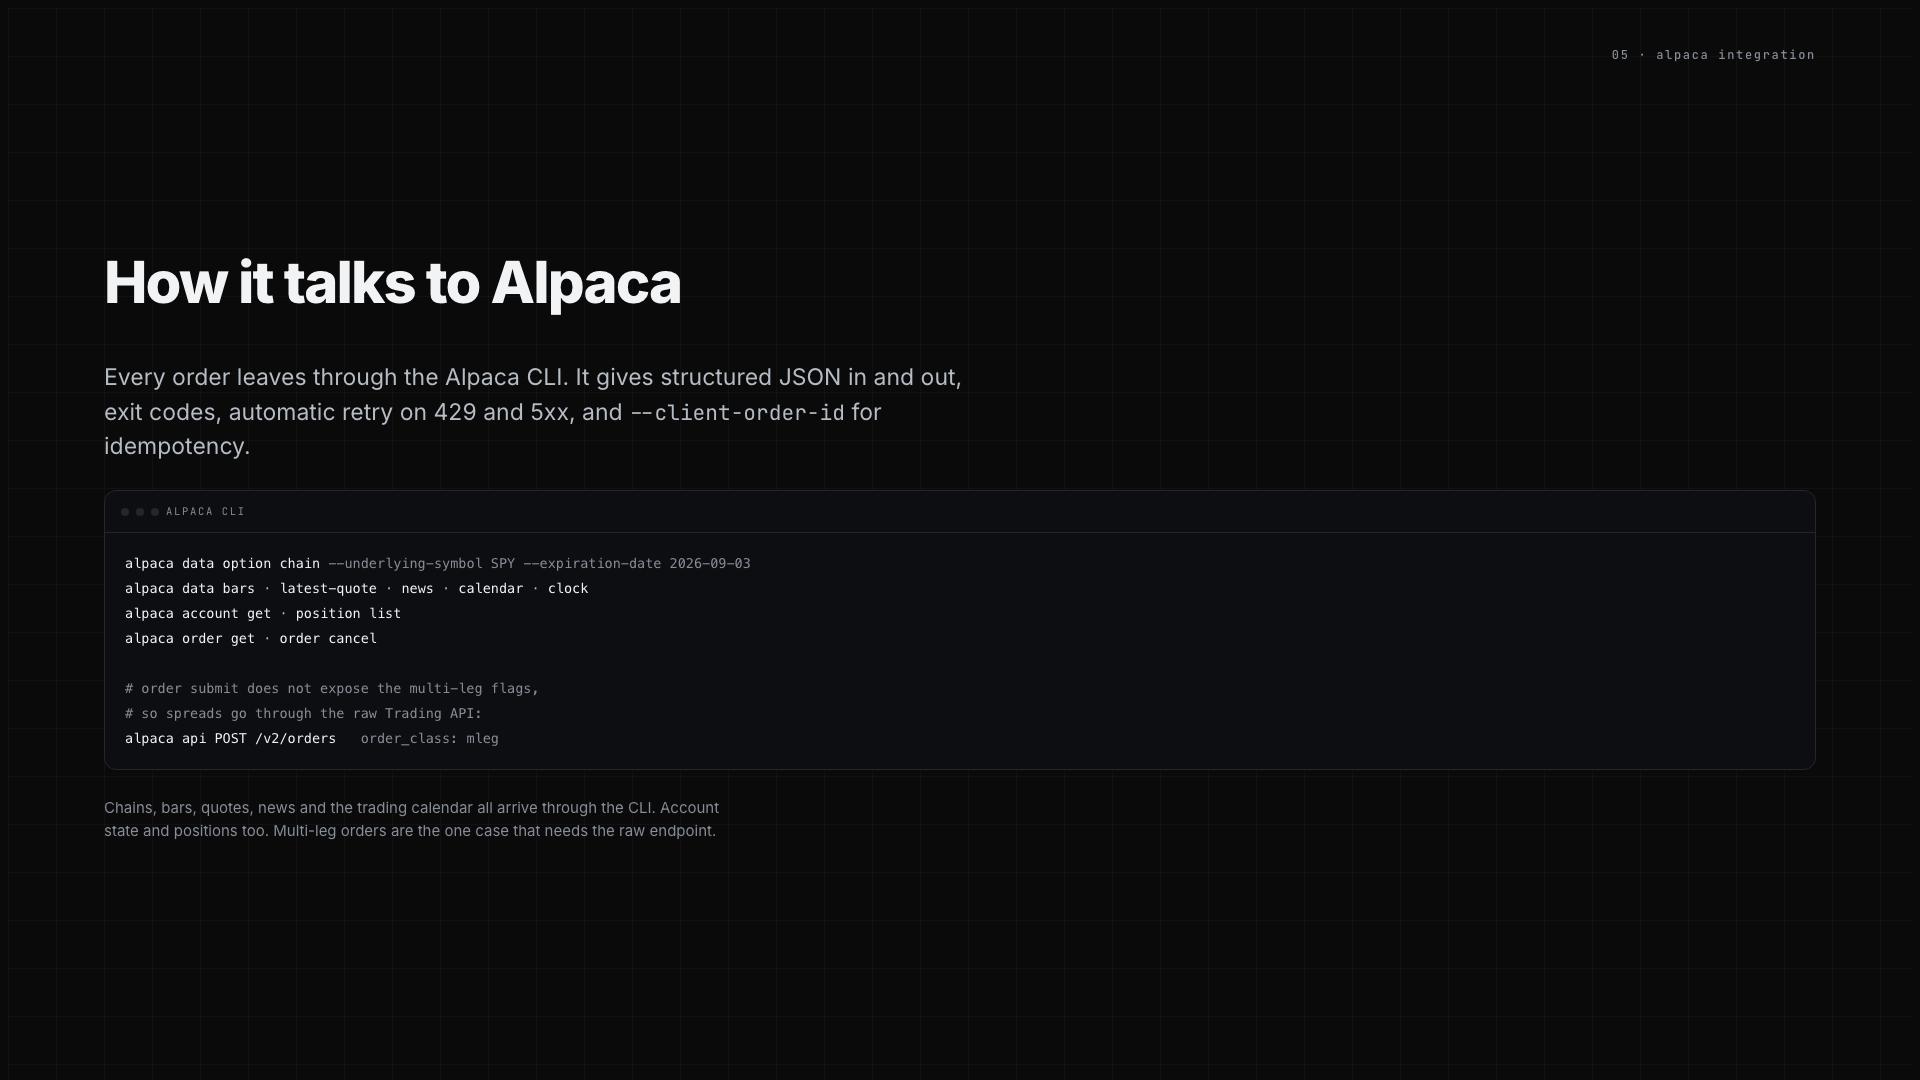 05 · alpaca integration
How it talks to Alpaca
Every order leaves through the Alpaca CLI. It gives structured JSON in and out,
exit codes, automatic retry on 429 and 5xx, and --client-order-id for
idempotency.
ALPACA CLI
alpaca data option chain --underlying-symbol SPY --expiration-date 2026-09-03
alpaca data bars · latest-quote · news · calendar · clock
alpaca account get · position list
alpaca order get · order cancel
# order submit does not expose the multi-leg flags,
# so spreads go through the raw Trading API:
alpaca api POST /v2/orders   order_class: mleg
Chains, bars, quotes, news and the trading calendar all arrive through the CLI. Account
state and positions too. Multi-leg orders are the one case that needs the raw endpoint.